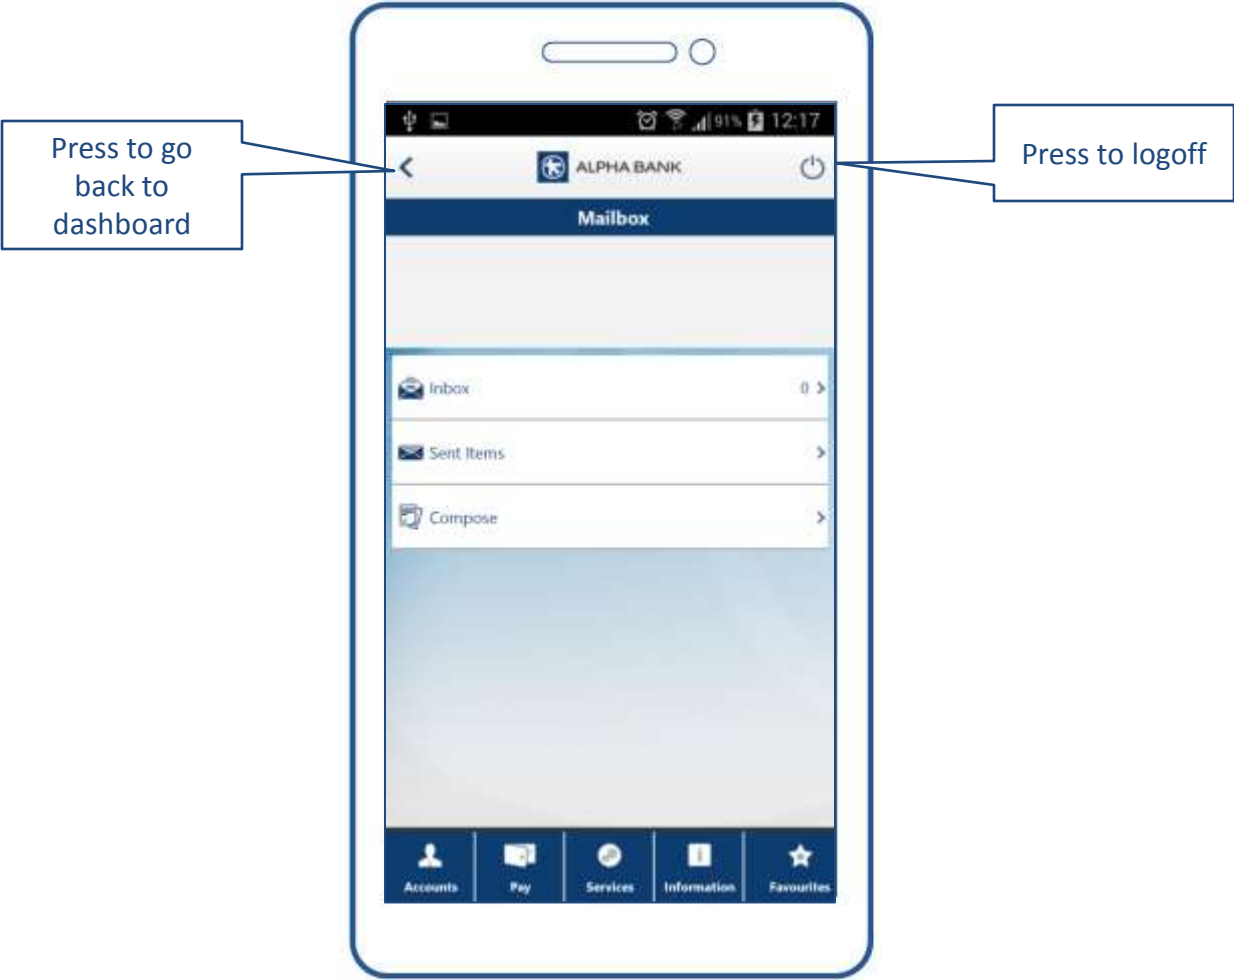 91% 12:17
Press to go
back to
dashboard
ALPHA BANK
Press to logoff
Mailbox
Inbox 0
Sent Items
Compose
Accounts Pay Services Information Favourites